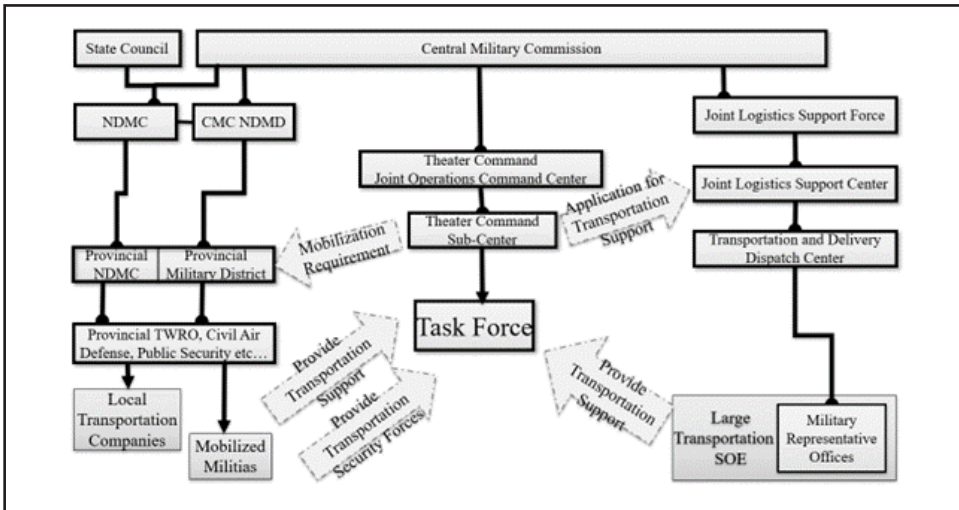 State Council
Central Military Commission
NDMC
CMC NDMD
Joint Logistics Support Force
Theater Command
Joint Operations Command Center
Joint Logistics Support Center
Application for
Transportation
Support
Theater Command
Sub-Center
Mobilization
Requirement
Transportation and Delivery
Dispatch Center
Provincial
NDMC
Provincial
Military District
Task Force
Provincial TWRO, Civil Air
Defense, Public Security etc…
Provide
Transportation
Support
Provide
Transportation
Security Forces
Provide
Transportation
Support
Local
Transportation
Companies
Mobilized
Militias
Large
Transportation
SOE
Military
Representative
Offices